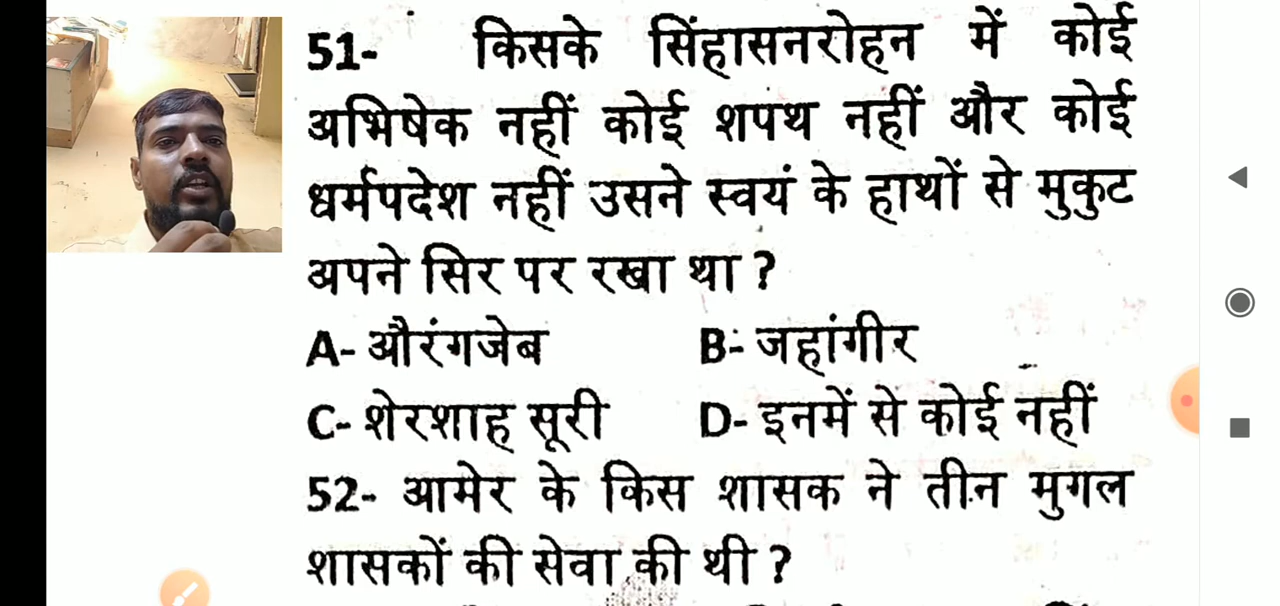 51- किसके सिंहासनरोहन में कोई
अभिषेक नहीं कोई शपथ नहीं और कोई
धर्मपदेश नहीं उसने स्वयं के हाथों से मुकुट
अपने सिर पर रखा था ?
A- औरंगजेब B- जहांगीर
C- शेरशाह सूरी D- इनमें से कोई नहीं
52- आमेर के किस शासक ने तीन मुगल
शासकों की सेवा की थी ?